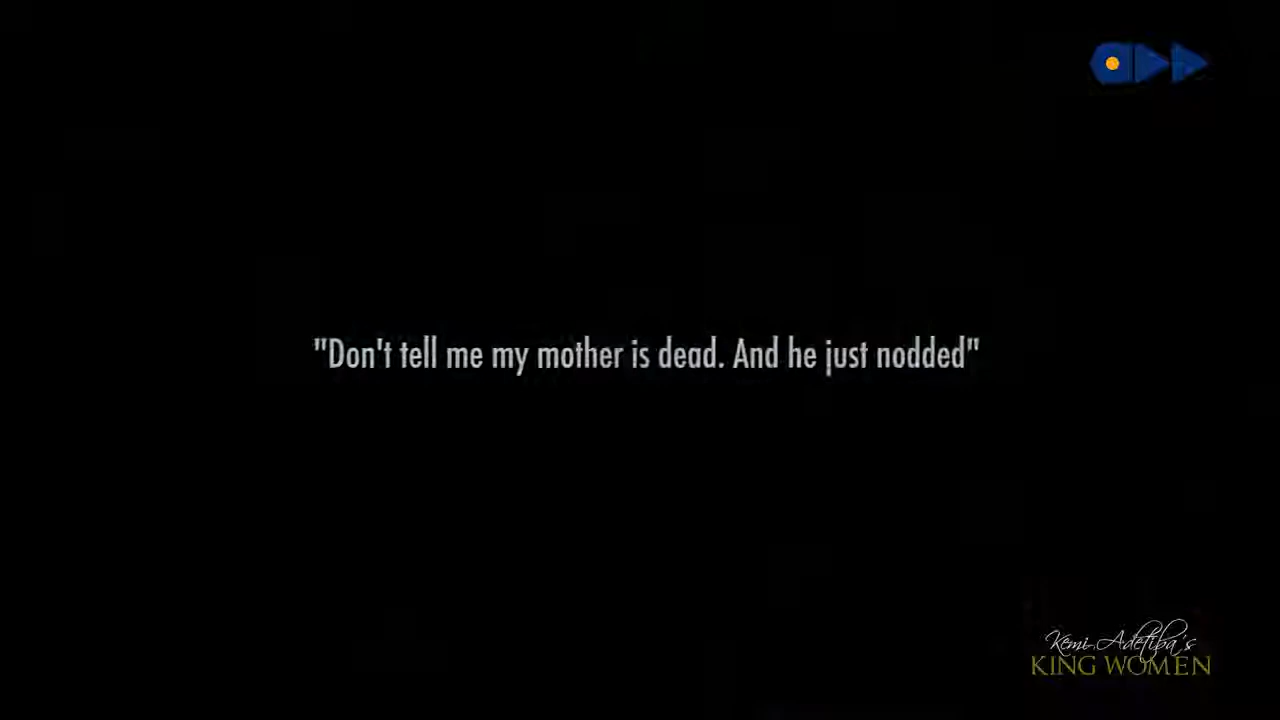 "Don't tell me my mother is dead. And he just nodded"
Kemi Adetiba's
KING WOMEN